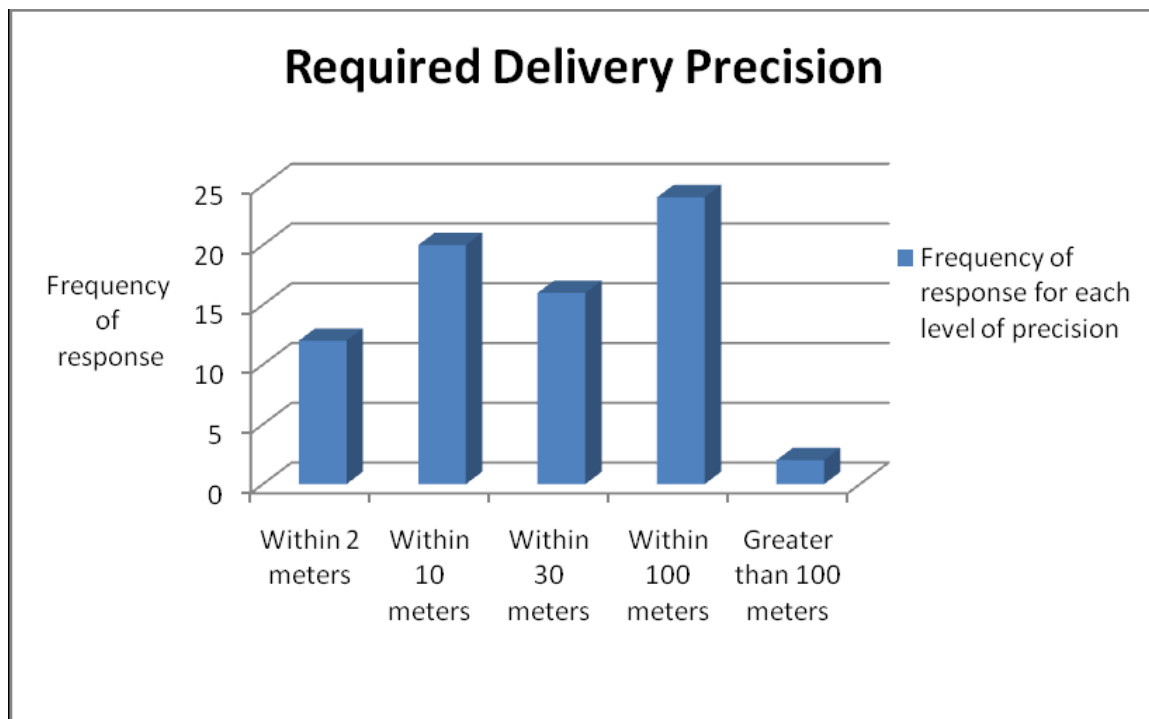 Required Delivery Precision
25
20
15
10
5
0
Frequency
of
response
Within 2
meters
Within
10
meters
Within
30
meters
Within
100
meters
Greater
than 100
meters
Frequency of
response for each
level of precision